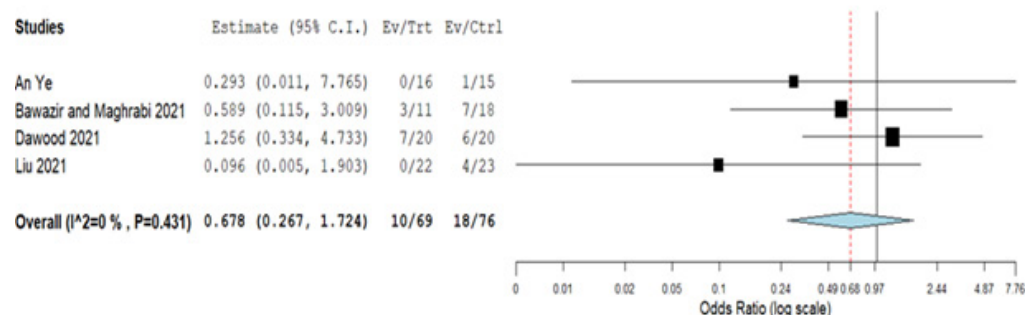 Studies Estimate (95% C.I.) Ev/Trt Ev/Ctrl
An Ye 0.293 (0.011, 7.765) 0/16 1/15
Bawazir and Maghrabi 2021 0.589 (0.115, 3.009) 3/11 7/18
Dawood 2021 1.256 (0.334, 4.733) 7/20 6/20
Liu 2021 0.096 (0.005, 1.903) 0/22 4/23
Overall (I^2=0 % , P=0.431) 0.678 (0.267, 1.724) 10/69 18/76
0 0.01 0.02 0.05 0.1 0.24 0.49 0.68 0.97 2.44 4.87 7.76
Odds Ratio (log scale)